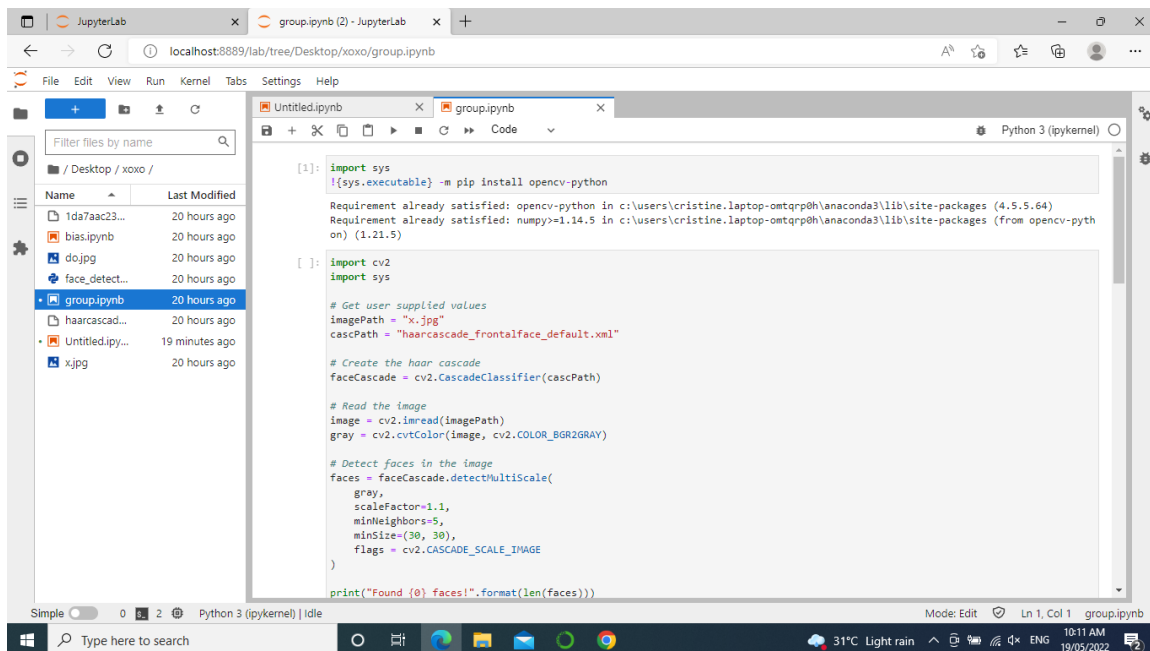 JupyterLab
group.ipynb (2) - JupyterLab
localhost:8889/lab/tree/Desktop/xoxo/group.ipynb
File Edit View Run Kernel Tabs Settings Help
Untitled.ipynb
group.ipynb
Filter files by name
Code
Python 3 (ipykernel)
/ Desktop / xoxo /
Name Last Modified
1da7aac23... 20 hours ago
bias.ipynb 20 hours ago
do.jpg 20 hours ago
face_detect... 20 hours ago
group.ipynb 20 hours ago
haarcascad... 20 hours ago
Untitled.ipy... 19 minutes ago
x.jpg 20 hours ago
[1]: import sys
!{sys.executable} -m pip install opencv-python
Requirement already satisfied: opencv-python in c:\users\cristine.laptop-omtqrp0h\anaconda3\lib\site-packages (4.5.5.64)
Requirement already satisfied: numpy>=1.14.5 in c:\users\cristine.laptop-omtqrp0h\anaconda3\lib\site-packages (from opencv-pyth
on) (1.21.5)
[ ]: import cv2
import sys
# Get user supplied values
imagePath = "x.jpg"
cascPath = "haarcascade_frontalface_default.xml"
# Create the haar cascade
faceCascade = cv2.CascadeClassifier(cascPath)
# Read the image
image = cv2.imread(imagePath)
gray = cv2.cvtColor(image, cv2.COLOR_BGR2GRAY)
# Detect faces in the image
faces = faceCascade.detectMultiScale(
gray,
scaleFactor=1.1,
minNeighbors=5,
minSize=(30, 30),
flags = cv2.CASCADE_SCALE_IMAGE
)
print("Found {0} faces!".format(len(faces)))
Simple 0 2 Python 3 (ipykernel) | Idle Mode: Edit Ln 1, Col 1 group.ipynb
Type here to search
31°C Light rain ENG 10:11 AM
19/05/2022
2